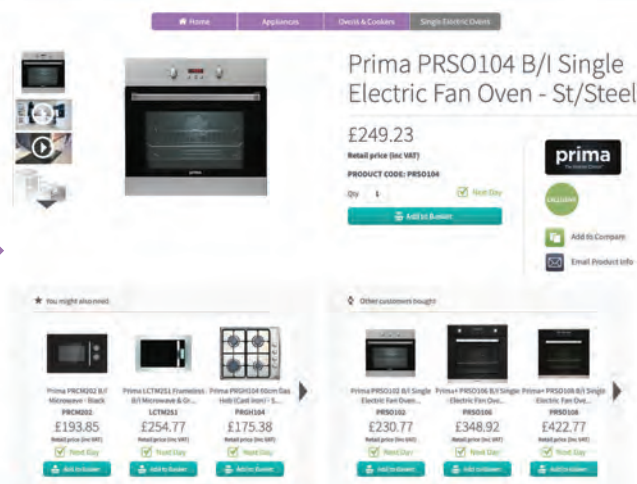 Home Appliances Ovens & Cookers Single Electric Ovens
Prima PRSO104 B/I Single
Electric Fan Oven - St/Steel
£249.23
Retail price (inc VAT)
PRODUCT CODE: PRSO104
Qty 1 Next Day
Add to Basket
prima
prima
Add to Compare
Email Product Info
You might also need
Prima PRCM202 B/I
Microwave - Black
PRCM202
£193.85
Retail price (inc VAT)
Next Day
Add to Basket
Prima LCTM251 Frameless
B/I Microwave & Gr...
LCTM251
£254.77
Retail price (inc VAT)
Next Day
Add to Basket
Prima PRGH104 60cm Gas
Hob (Cast Iron) - S...
PRGH104
£175.38
Retail price (inc VAT)
Next Day
Add to Basket
Other customers bought
Prima PRSO102 B/I Single
Electric Fan Oven...
PRSO102
£230.77
Retail price (inc VAT)
Next Day
Add to Basket
Prima+ PRSO106 B/I Single
Electric Fan Ove...
PRSO106
£348.92
Retail price (inc VAT)
Next Day
Add to Basket
Prima+ PRSO108 B/I Single
Electric Fan Ove...
PRSO108
£422.77
Retail price (inc VAT)
Next Day
Add to Basket